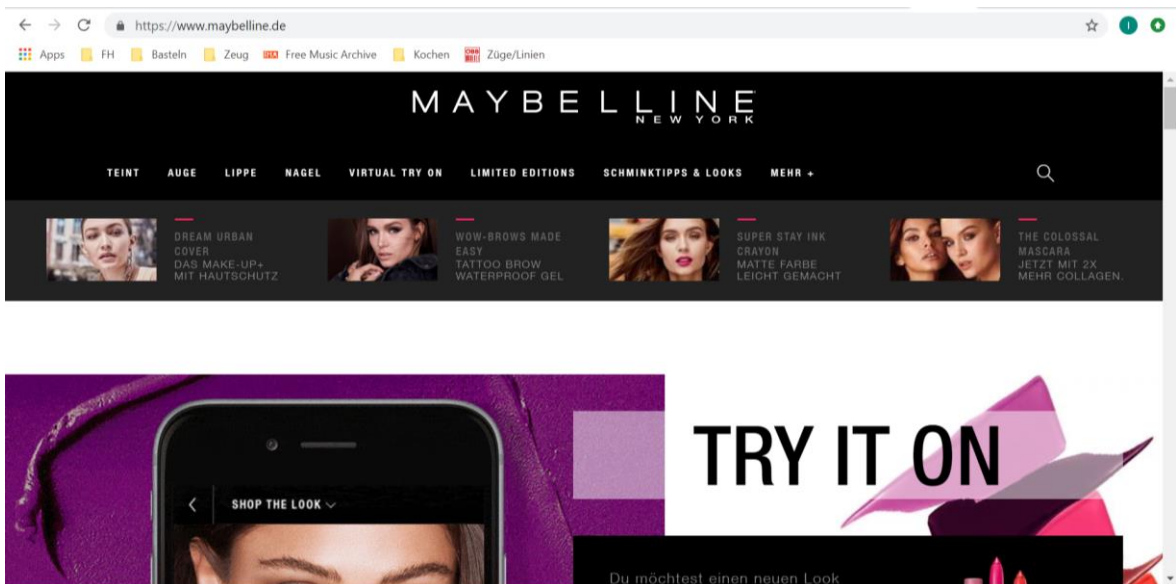 https://www.maybelline.de
Apps FH Basteln Zeug Free Music Archive Kochen Züge/Linien
MAYBELLINE
NEW YORK
TEINT AUGE LIPPE NAGEL VIRTUAL TRY ON LIMITED EDITIONS SCHMINKTIPPS & LOOKS MEHR +
DREAM URBAN
COVER
DAS MAKE-UP+
MIT HAUTSCHUTZ
WOW-BROWS MADE
EASY
TATTOO BROW
WATERPROOF GEL
SUPER STAY INK
CRAYON
MATTE FARBE
LEICHT GEMACHT
THE COLOSSAL
MASCARA
JETZT MIT 2X
MEHR COLLAGEN.
SHOP THE LOOK
TRY IT ON
Du möchtest einen neuen Look